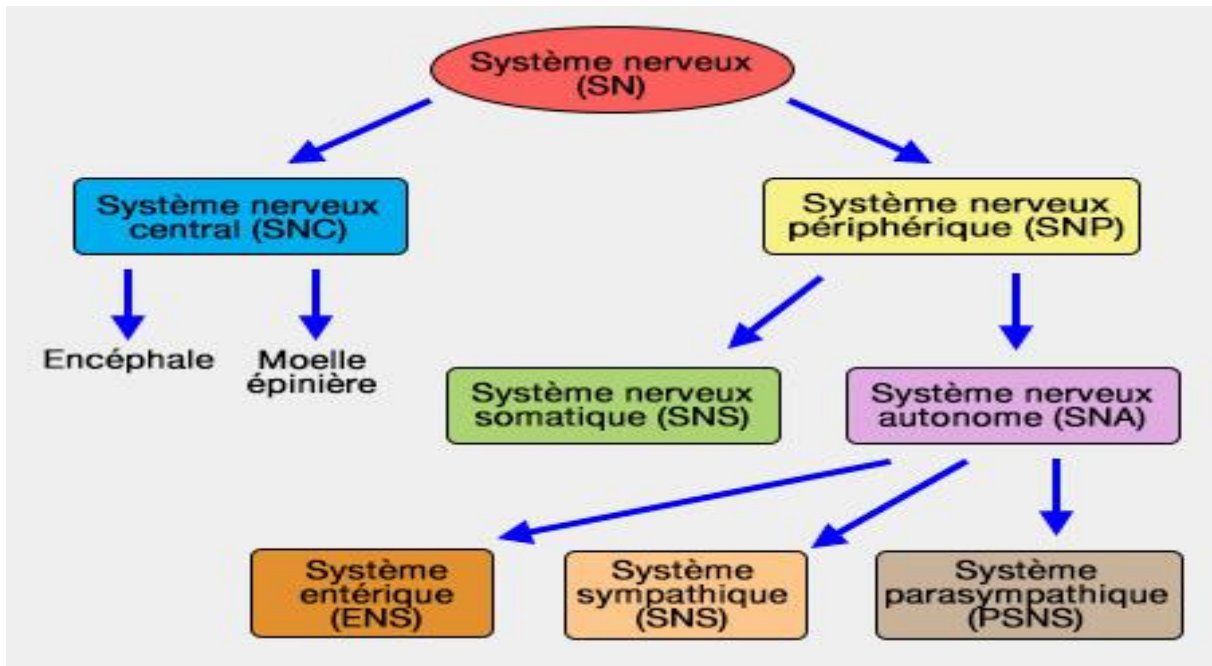 Système nerveux
(SN)
Système nerveux
central (SNC)
Système nerveux
périphérique (SNP)
Encéphale
Moelle
épinière
Système nerveux
somatique (SNS)
Système nerveux
autonome (SNA)
Système
entérique
(ENS)
Système
sympathique
(SNS)
Système
parasympathique
(PSNS)